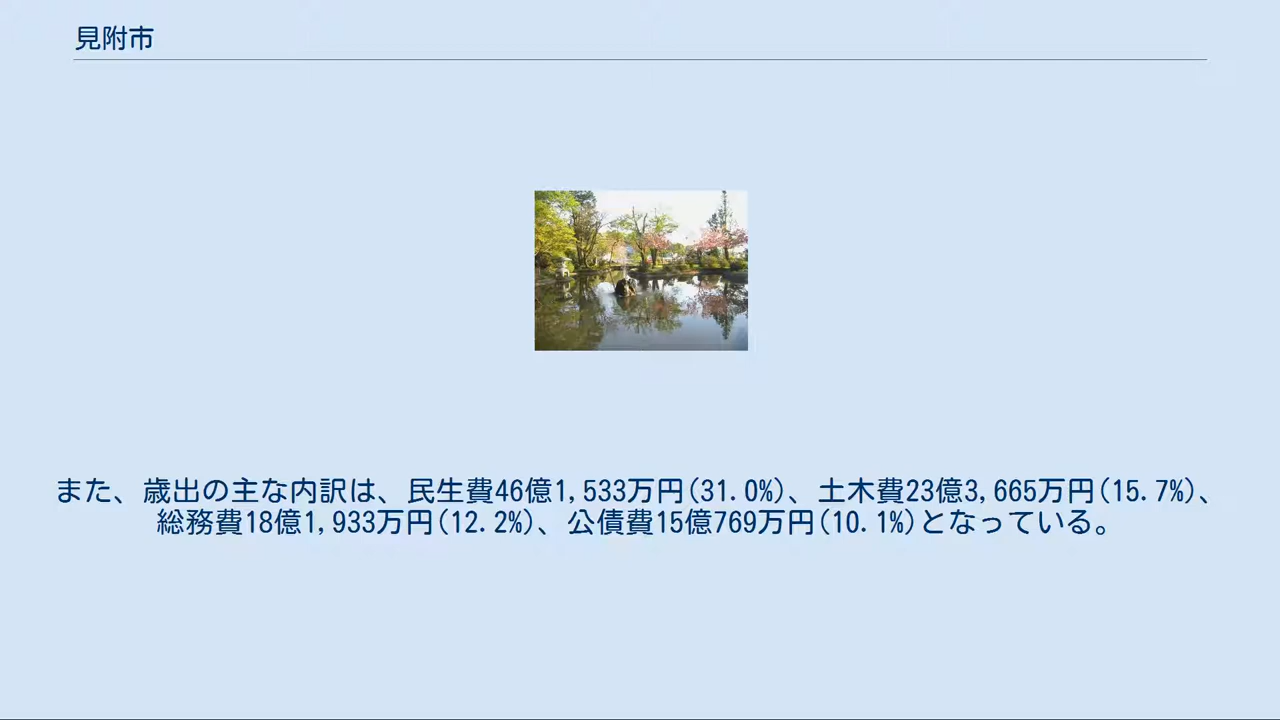 見附市
また、歳出の主な内訳は、民生費46億1,533万円(31.0%)、土木費23億3,665万円(15.7%)、
総務費18億1,933万円(12.2%)、公債費15億769万円(10.1%)となっている。